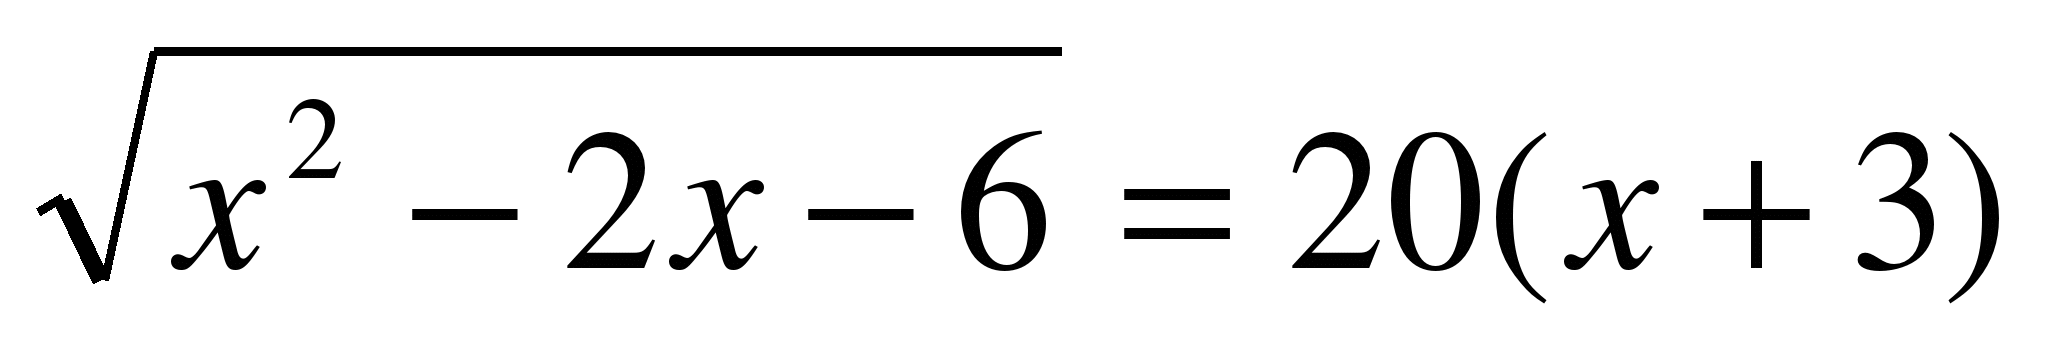 √(x² − 2x − 6) = 20(x + 3)